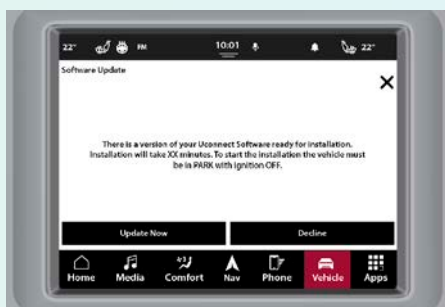 22° FM 10:01 22°
Software Update
There is a version of your Uconnect Software ready for installation.
Installation will take XX minutes. To start the installation the vehicle must
be in PARK with ignition OFF.
Update Now Decline
Home Media Comfort Nav Phone Vehicle Apps